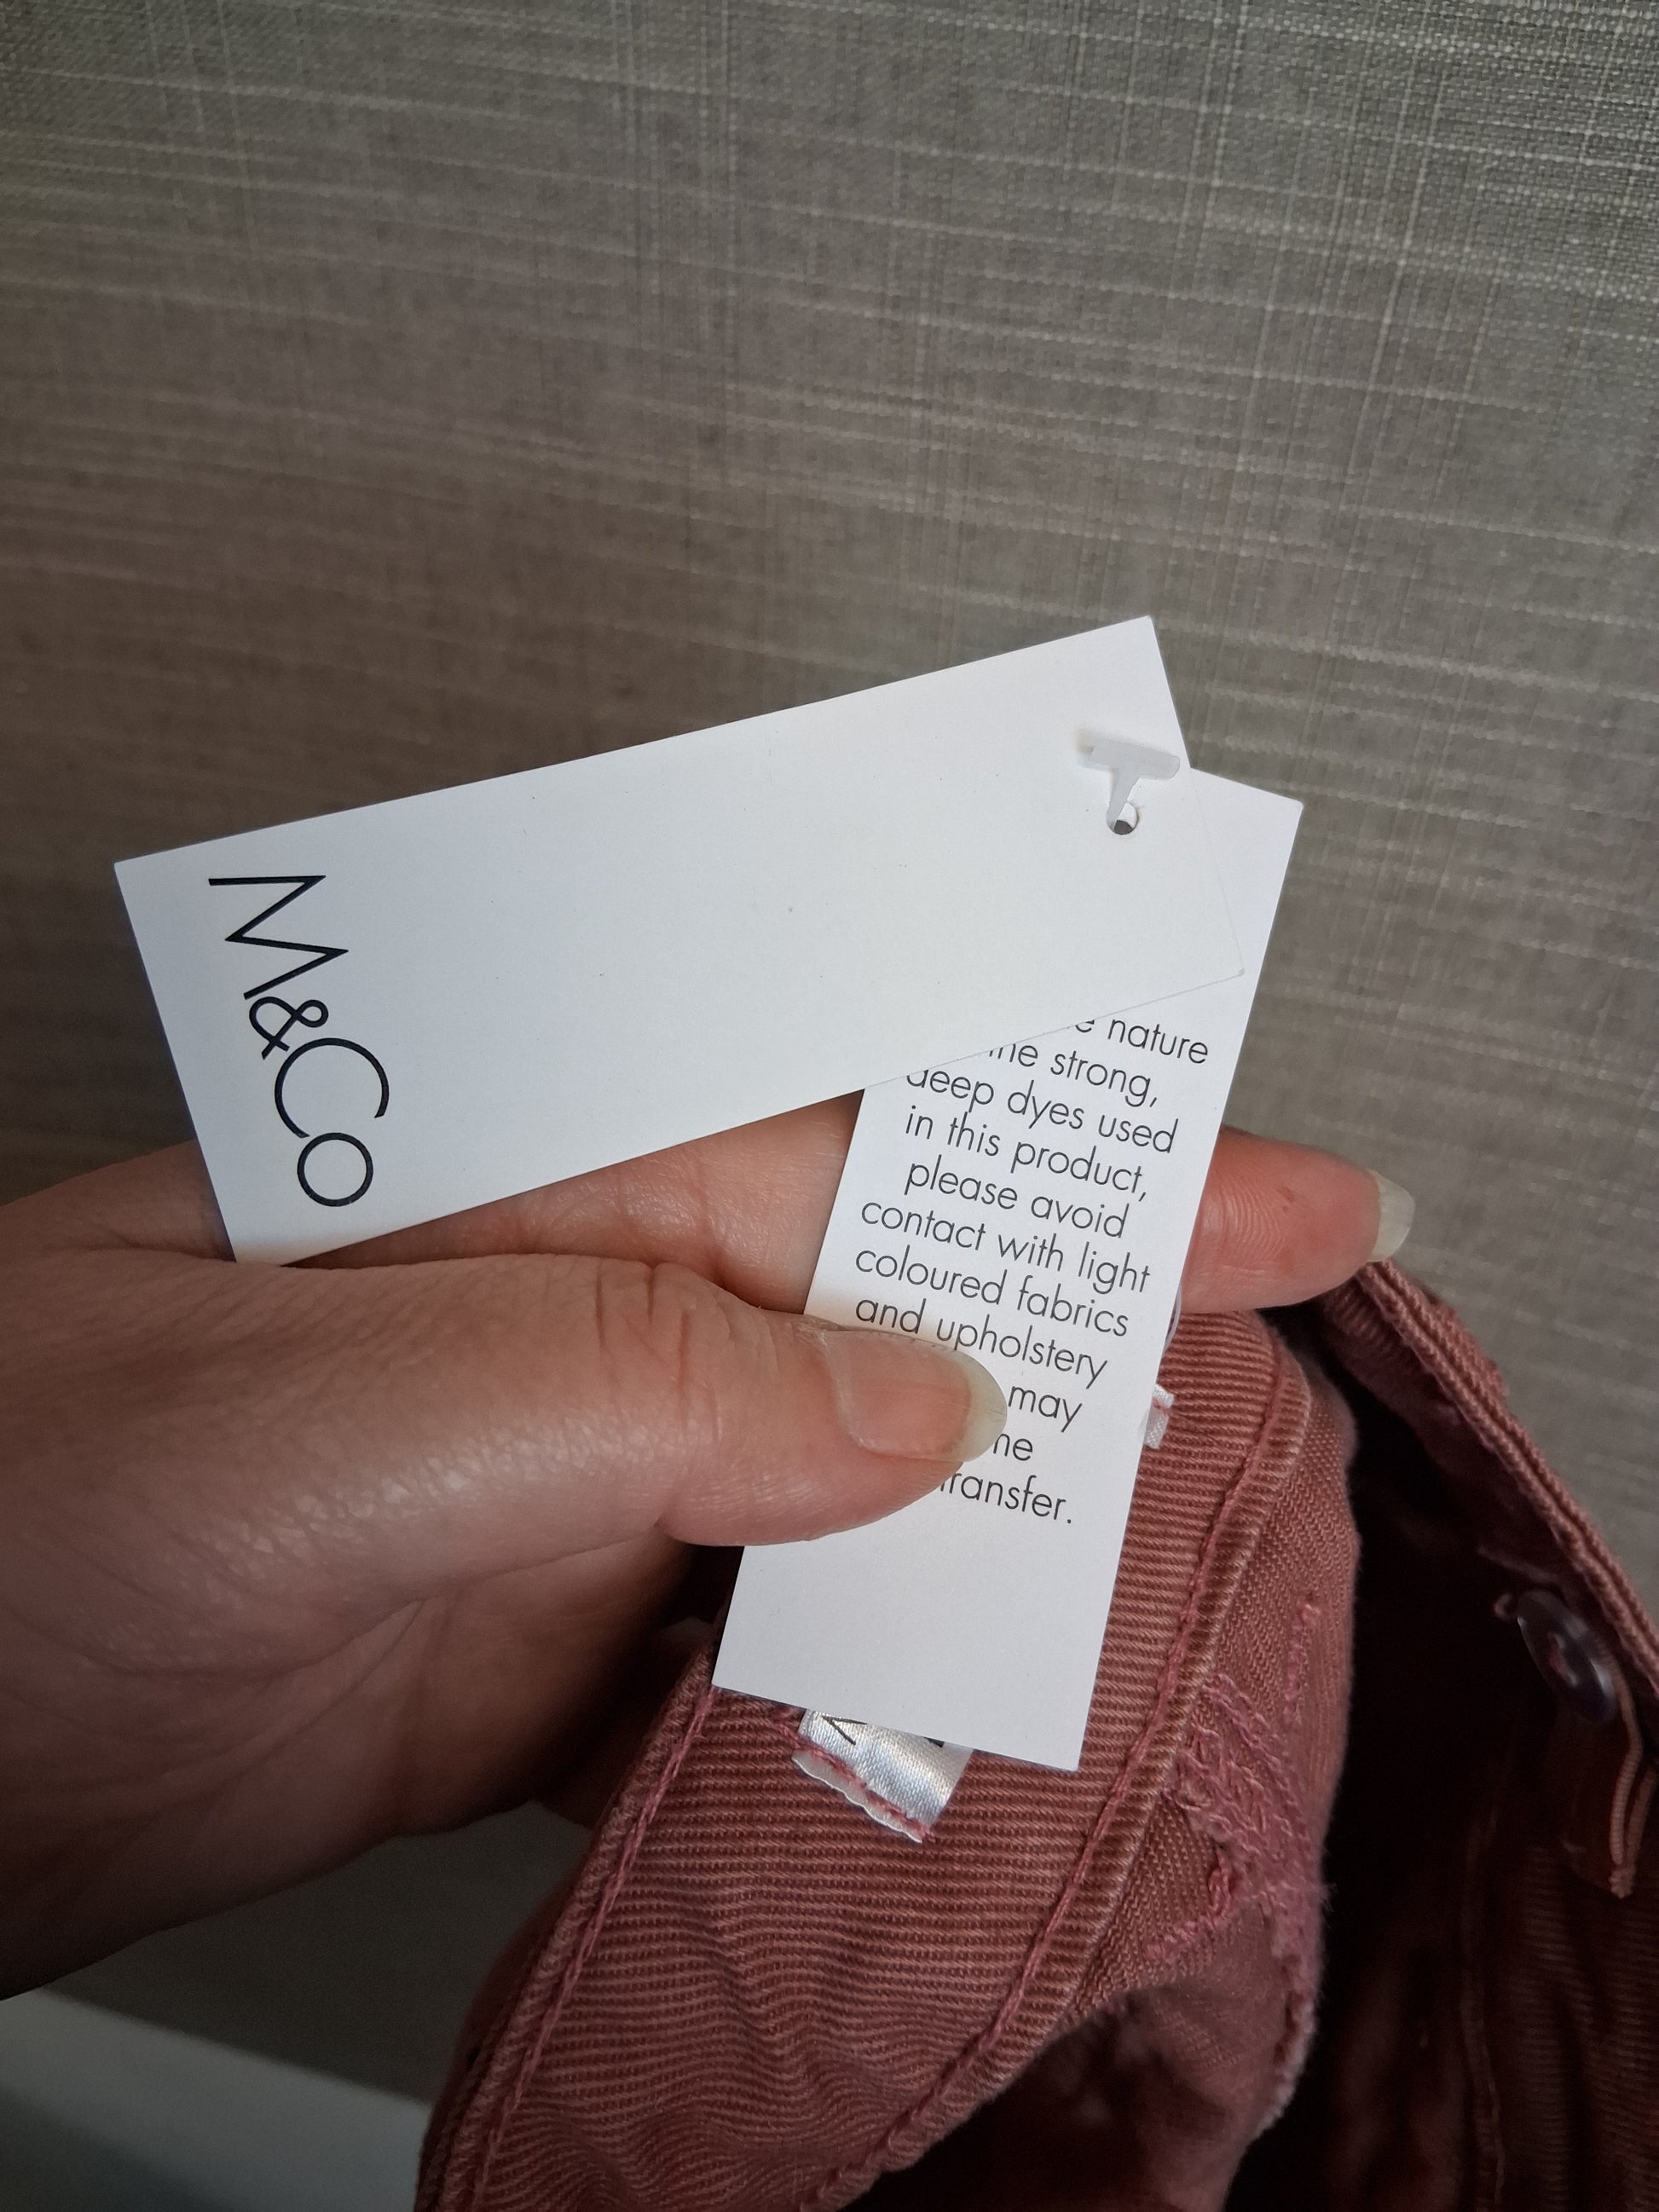 M&Co
nature
strong,
deep dyes used
in this product,
please avoid
contact with light
coloured fabrics
and upholstery
may
transfer.